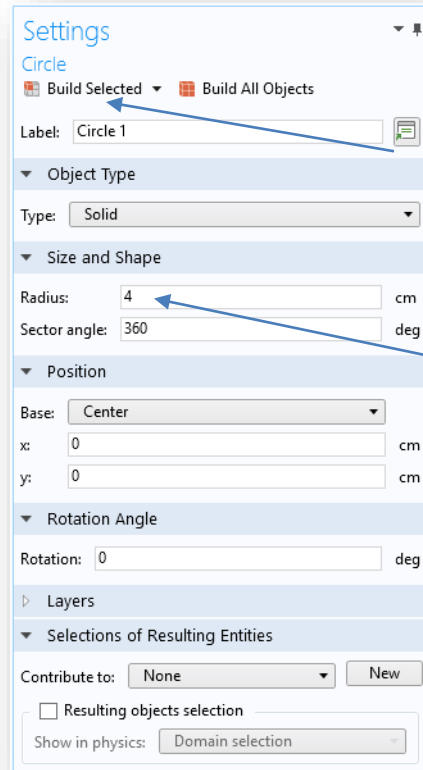 Settings
Circle
Build Selected Build All Objects
Label: Circle 1
Object Type
Type: Solid
Size and Shape
Radius: 4 cm
Sector angle: 360 deg
Position
Base: Center
x: 0 cm
y: 0 cm
Rotation Angle
Rotation: 0 deg
Layers
Selections of Resulting Entities
Contribute to: None New
Resulting objects selection
Show in physics: Domain selection